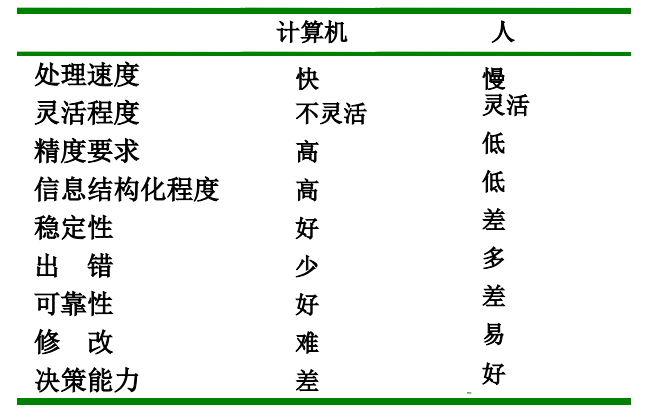 计算机 人
处理速度 快 慢
灵活程度 不灵活 灵活
精度要求 高 低
信息结构化程度 高 低
稳定性 好 差
出 错 少 多
可靠性 好 差
修 改 难 易
决策能力 差 好